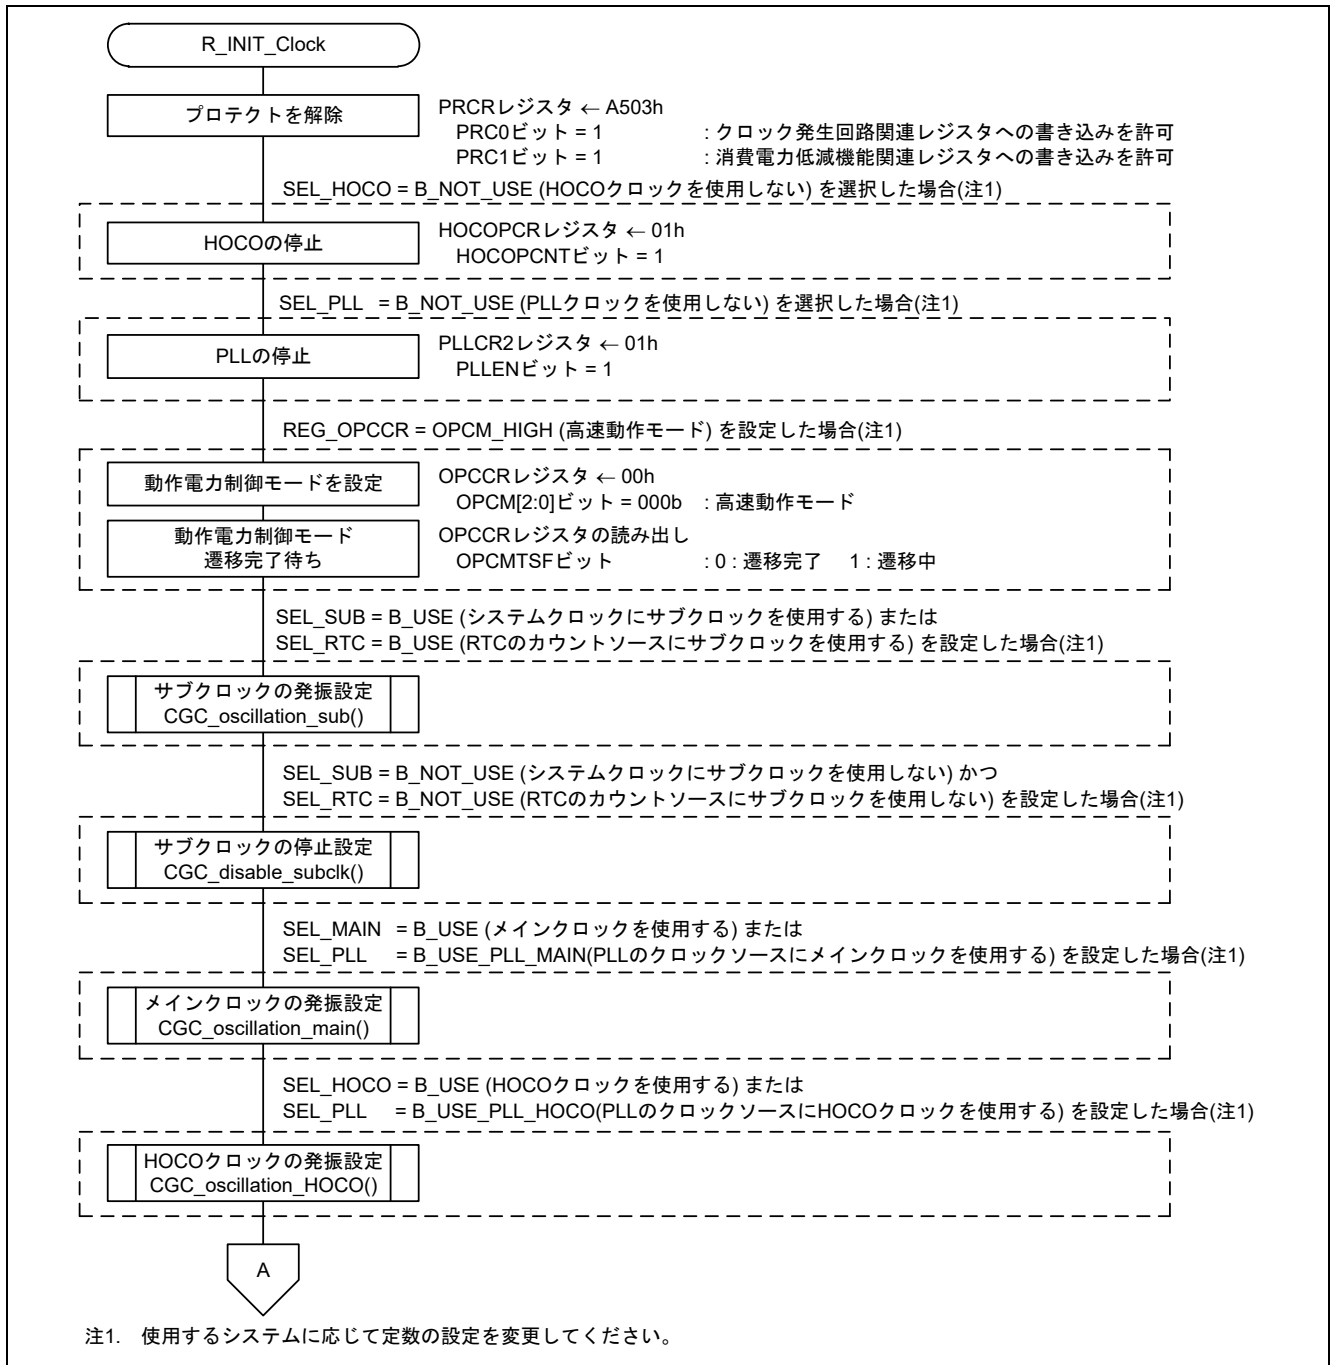 R_INIT_Clock
プロテクトを解除
PRCRレジスタ ← A503h
PRC0ビット = 1 : クロック発生回路関連レジスタへの書き込みを許可
PRC1ビット = 1 : 消費電力低減機能関連レジスタへの書き込みを許可
SEL_HOCO = B_NOT_USE (HOCOクロックを使用しない) を選択した場合(注1)
HOCOの停止
HOCOPCRレジスタ ← 01h
HOCOPCNTビット = 1
SEL_PLL = B_NOT_USE (PLLクロックを使用しない) を選択した場合(注1)
PLLの停止
PLLCR2レジスタ ← 01h
PLLENビット = 1
REG_OPCCR = OPCM_HIGH (高速動作モード) を設定した場合(注1)
動作電力制御モードを設定
OPCCRレジスタ ← 00h
OPCM[2:0]ビット = 000b : 高速動作モード
動作電力制御モード
遷移完了待ち
OPCCRレジスタの読み出し
OPCMTSFビット : 0 : 遷移完了 1 : 遷移中
SEL_SUB = B_USE (システムクロックにサブクロックを使用する) または
SEL_RTC = B_USE (RTCのカウントソースにサブクロックを使用する) を設定した場合(注1)
サブクロックの発振設定
CGC_oscillation_sub()
SEL_SUB = B_NOT_USE (システムクロックにサブクロックを使用しない) かつ
SEL_RTC = B_NOT_USE (RTCのカウントソースにサブクロックを使用しない) を設定した場合(注1)
サブクロックの停止設定
CGC_disable_subclk()
SEL_MAIN = B_USE (メインクロックを使用する) または
SEL_PLL = B_USE_PLL_MAIN(PLLのクロックソースにメインクロックを使用する) を設定した場合(注1)
メインクロックの発振設定
CGC_oscillation_main()
SEL_HOCO = B_USE (HOCOクロックを使用する) または
SEL_PLL = B_USE_PLL_HOCO(PLLのクロックソースにHOCOクロックを使用する) を設定した場合(注1)
HOCOクロックの発振設定
CGC_oscillation_HOCO()
A
注1. 使用するシステムに応じて定数の設定を変更してください。